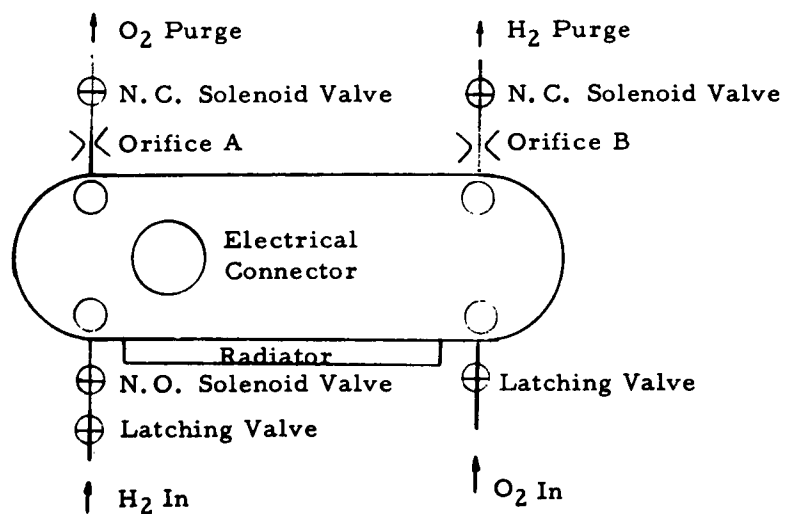 O₂ Purge
H₂ Purge
N.C. Solenoid Valve
N.C. Solenoid Valve
Orifice A
Orifice B
Electrical
Connector
Radiator
N.O. Solenoid Valve
Latching Valve
Latching Valve
H₂ In
O₂ In